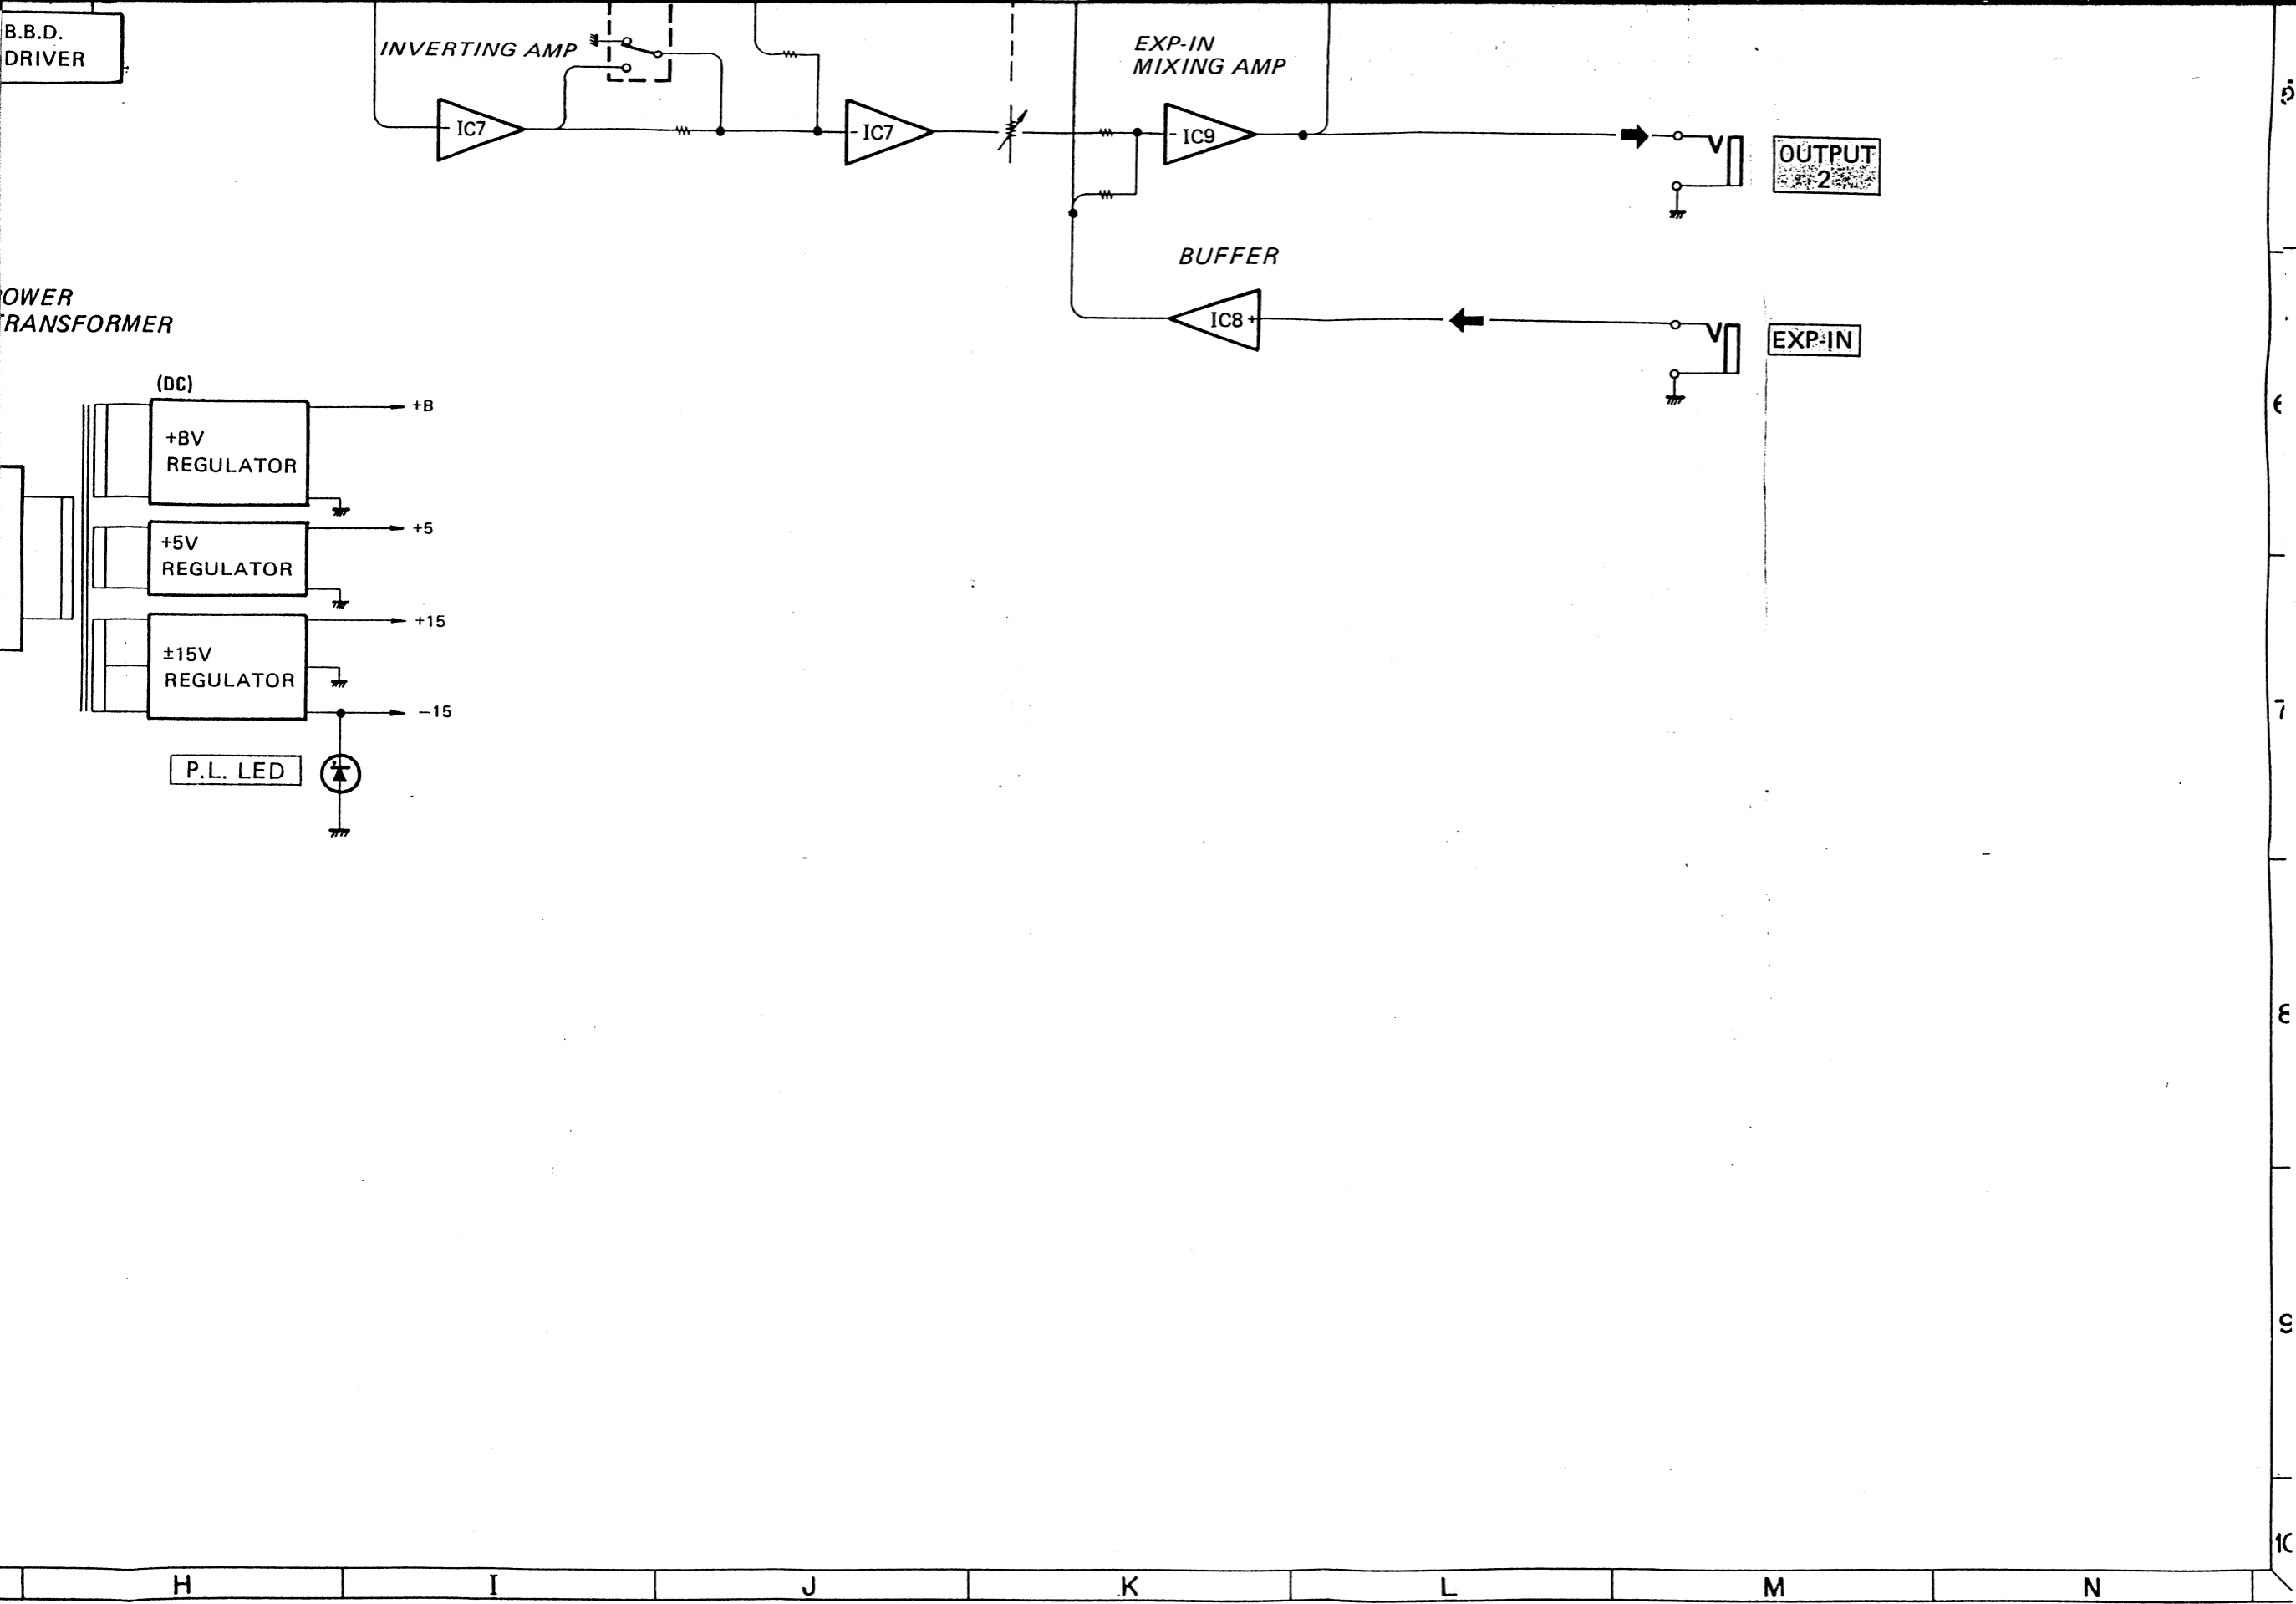 B.B.D.
DRIVER
INVERTING AMP
EXP-IN
MIXING AMP
IC7
IC7
IC9
OUTPUT
2
BUFFER
IC8
EXP-IN
OWER
RANSFORMER
(DC)
+BV
REGULATOR
+B
+5V
REGULATOR
+5
±15V
REGULATOR
+15
−15
P.L. LED
5
6
7
8
9
10
H
I
J
K
L
M
N